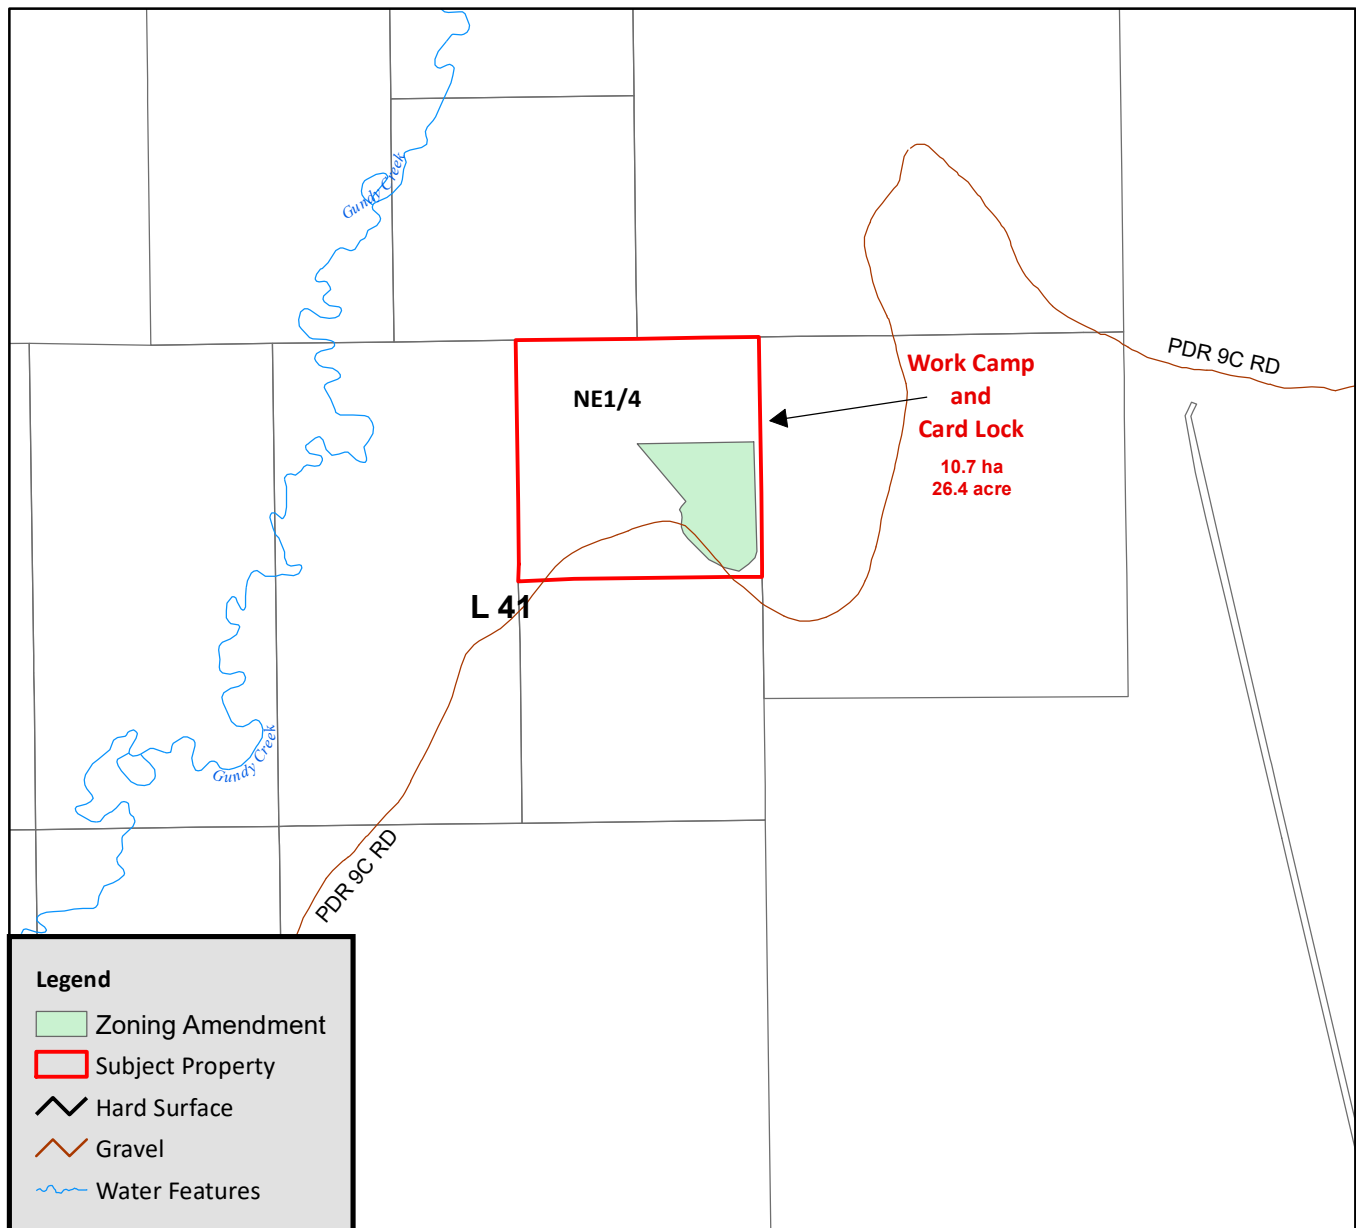 Gundy Creek
PDR 9C RD
Work Camp
and
Card Lock
10.7 ha
26.4 acre
NE1/4
L 41
Gundy Creek
PDR 9C RD
Legend
Zoning Amendment
Subject Property
Hard Surface
Gravel
Water Features